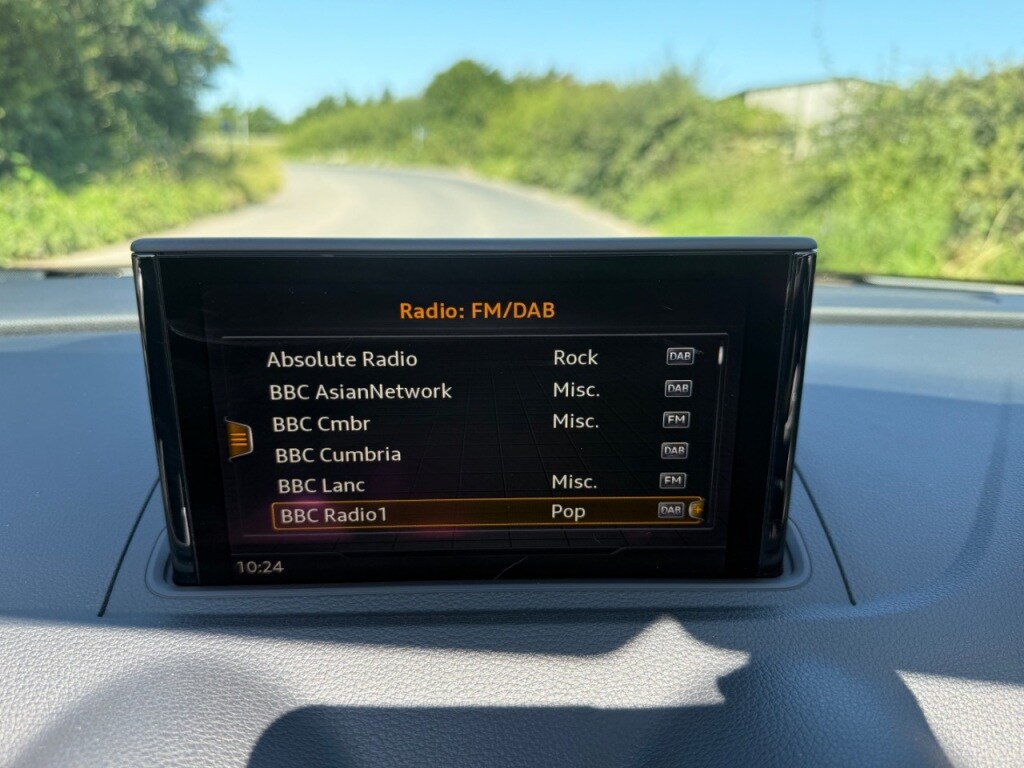 Radio: FM/DAB
Absolute Radio Rock DAB
BBC AsianNetwork Misc. DAB
BBC Cmbr Misc. FM
BBC Cumbria DAB
BBC Lanc Misc. FM
BBC Radio1 Pop DAB
10:24